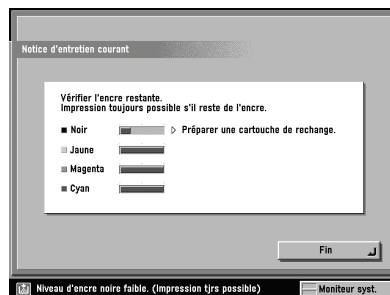 Notice d'entretien courant
Vérifier l'encre restante.
Impression toujours possible s'il reste de l'encre.
Noir
Préparer une cartouche de rechange.
Jaune
Magenta
Cyan
Fin
Niveau d'encre noire faible. (Impression tjrs possible)
Moniteur syst.